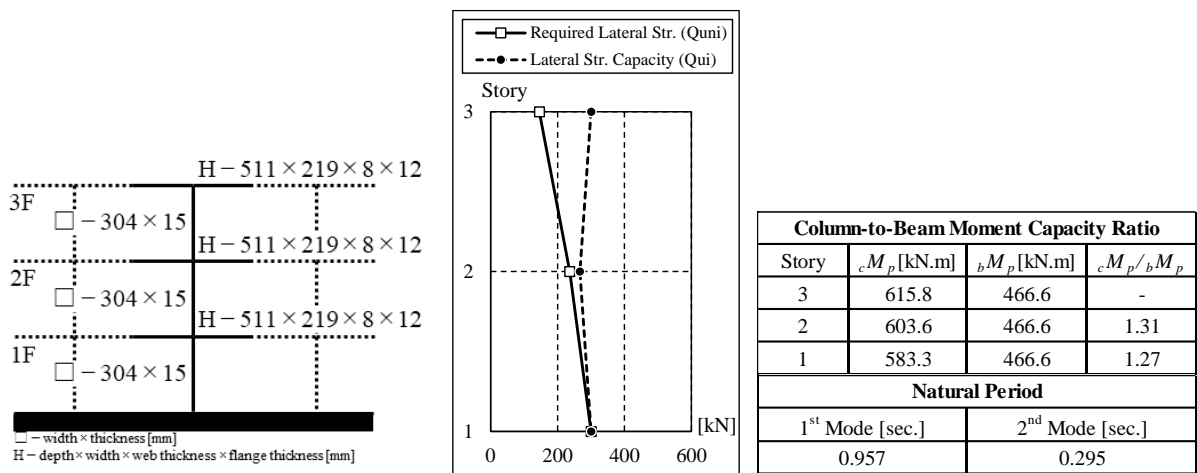 H－511×219×8×12
3F
□－304×15
H－511×219×8×12
2F
□－304×15
H－511×219×8×12
1F
□－304×15
□－width×thickness[mm]
H－depth×width×web thickness×flange thickness[mm]
Required Lateral Str. (Quni)
Lateral Str. Capacity (Qui)
Story
3
2
1
[kN]
0 200 400 600
Column-to-Beam Moment Capacity Ratio
Story cMp[kN.m] bMp[kN.m] cMp/bMp
3 615.8 466.6 -
2 603.6 466.6 1.31
1 583.3 466.6 1.27
Natural Period
1st Mode [sec.] 2nd Mode [sec.]
0.957 0.295